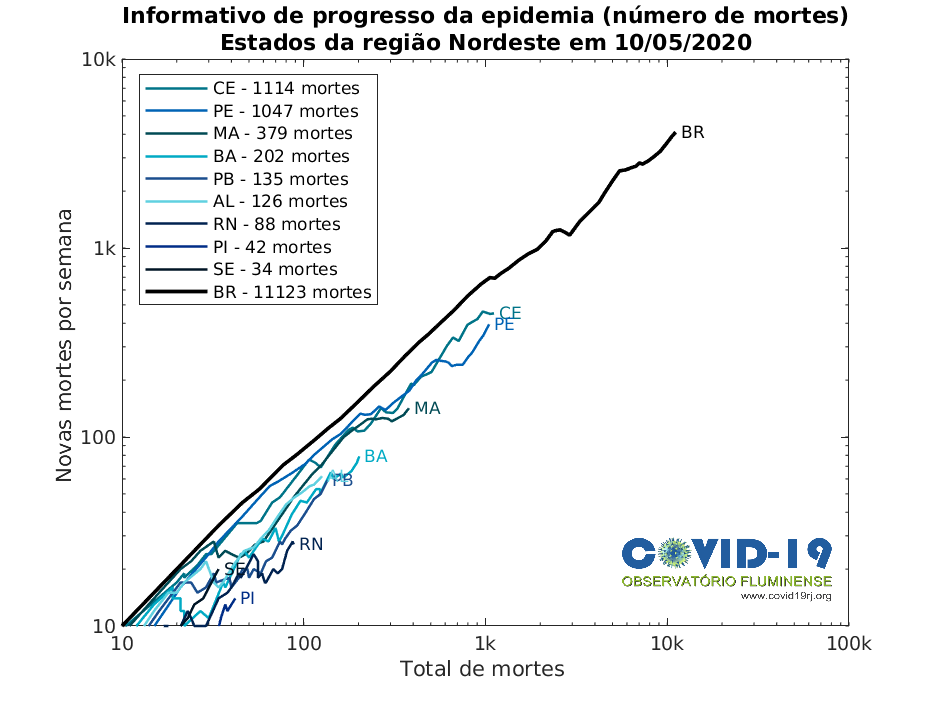 Informativo de progresso da epidemia (número de mortes)
Estados da região Nordeste em 10/05/2020
10k
CE - 1114 mortes
PE - 1047 mortes
MA - 379 mortes
BA - 202 mortes
PB - 135 mortes
AL - 126 mortes
RN - 88 mortes
PI - 42 mortes
SE - 34 mortes
BR - 11123 mortes
BR
1k
CE
PE
Novas mortes por semana
MA
100
BA
PB
RN
SE
PI
COVID-19
OBSERVATÓRIO FLUMINENSE
www.covid19rj.org
10
10
100
1k
10k
100k
Total de mortes